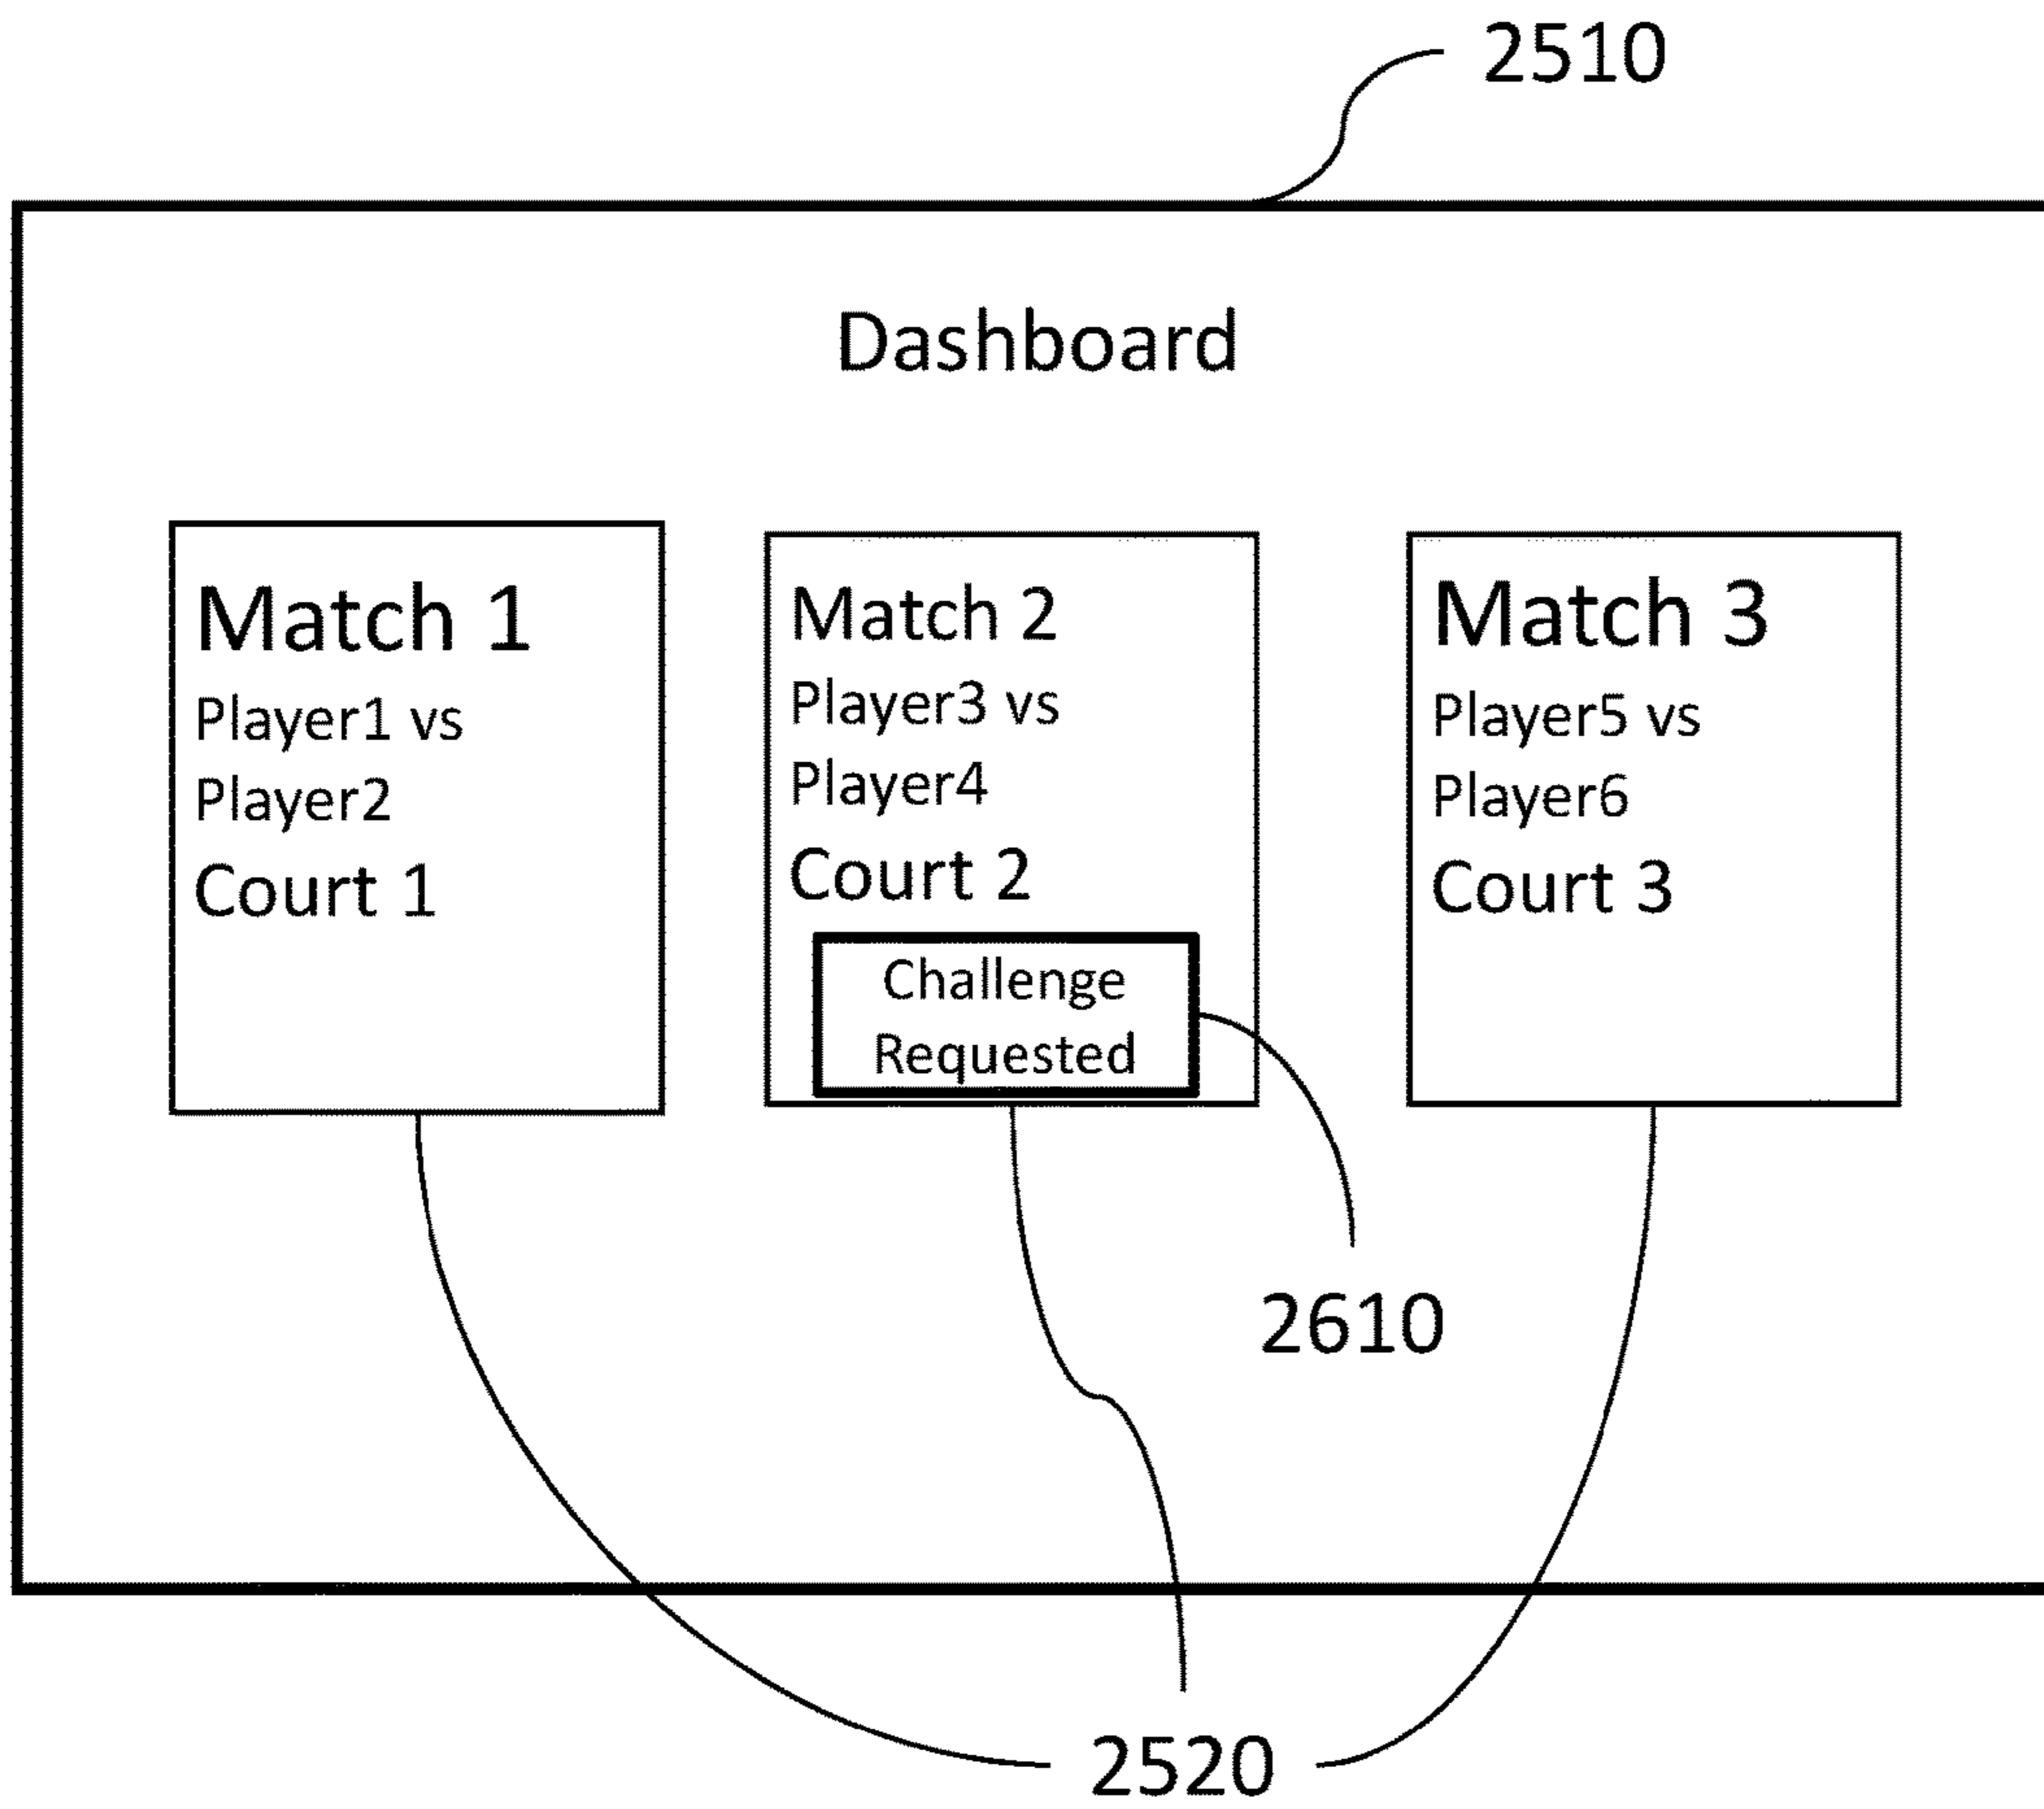 2510
Dashboard
Match 1
Player1 vs
Player2
Court 1
Match 2
Player3 vs
Player4
Court 2
Challenge
Requested
Match 3
Player5 vs
Player6
Court 3
2610
2520